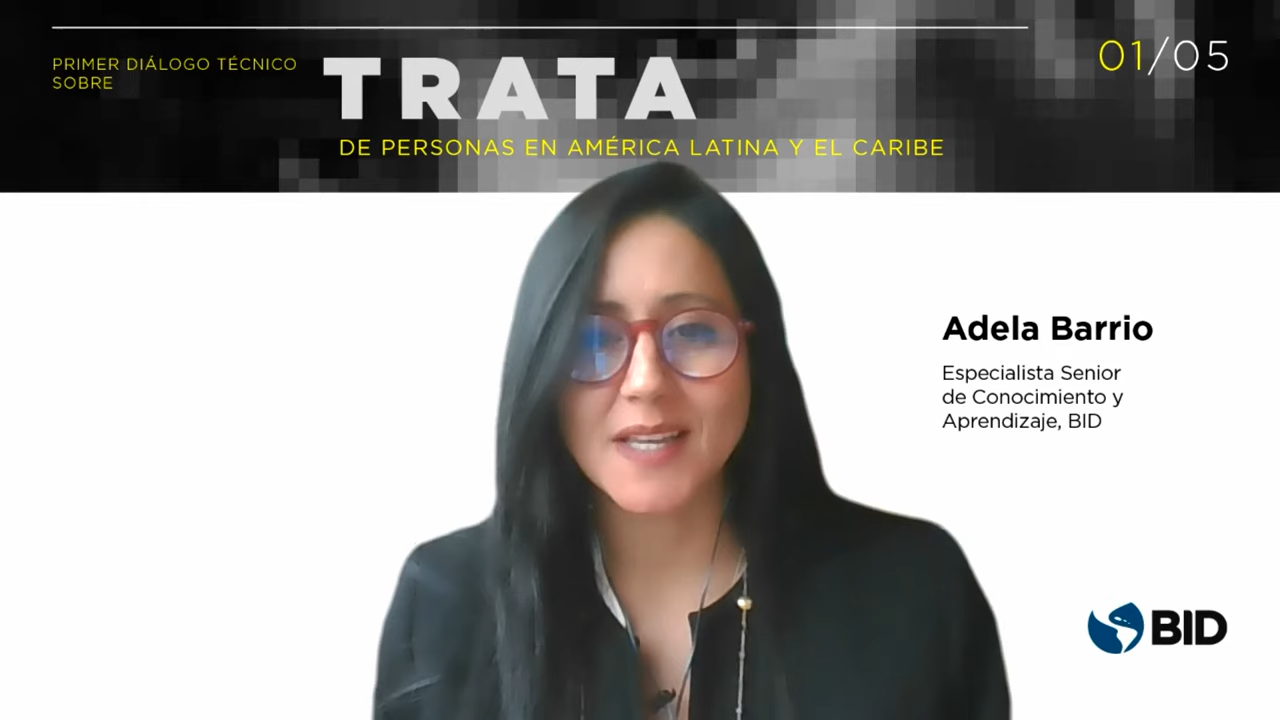 PRIMER DIÁLOGO TÉCNICO
SOBRE
TRATA
DE PERSONAS EN AMÉRICA LATINA Y EL CARIBE
01/05
Adela Barrio
Especialista Senior
de Conocimiento y
Aprendizaje, BID
BID